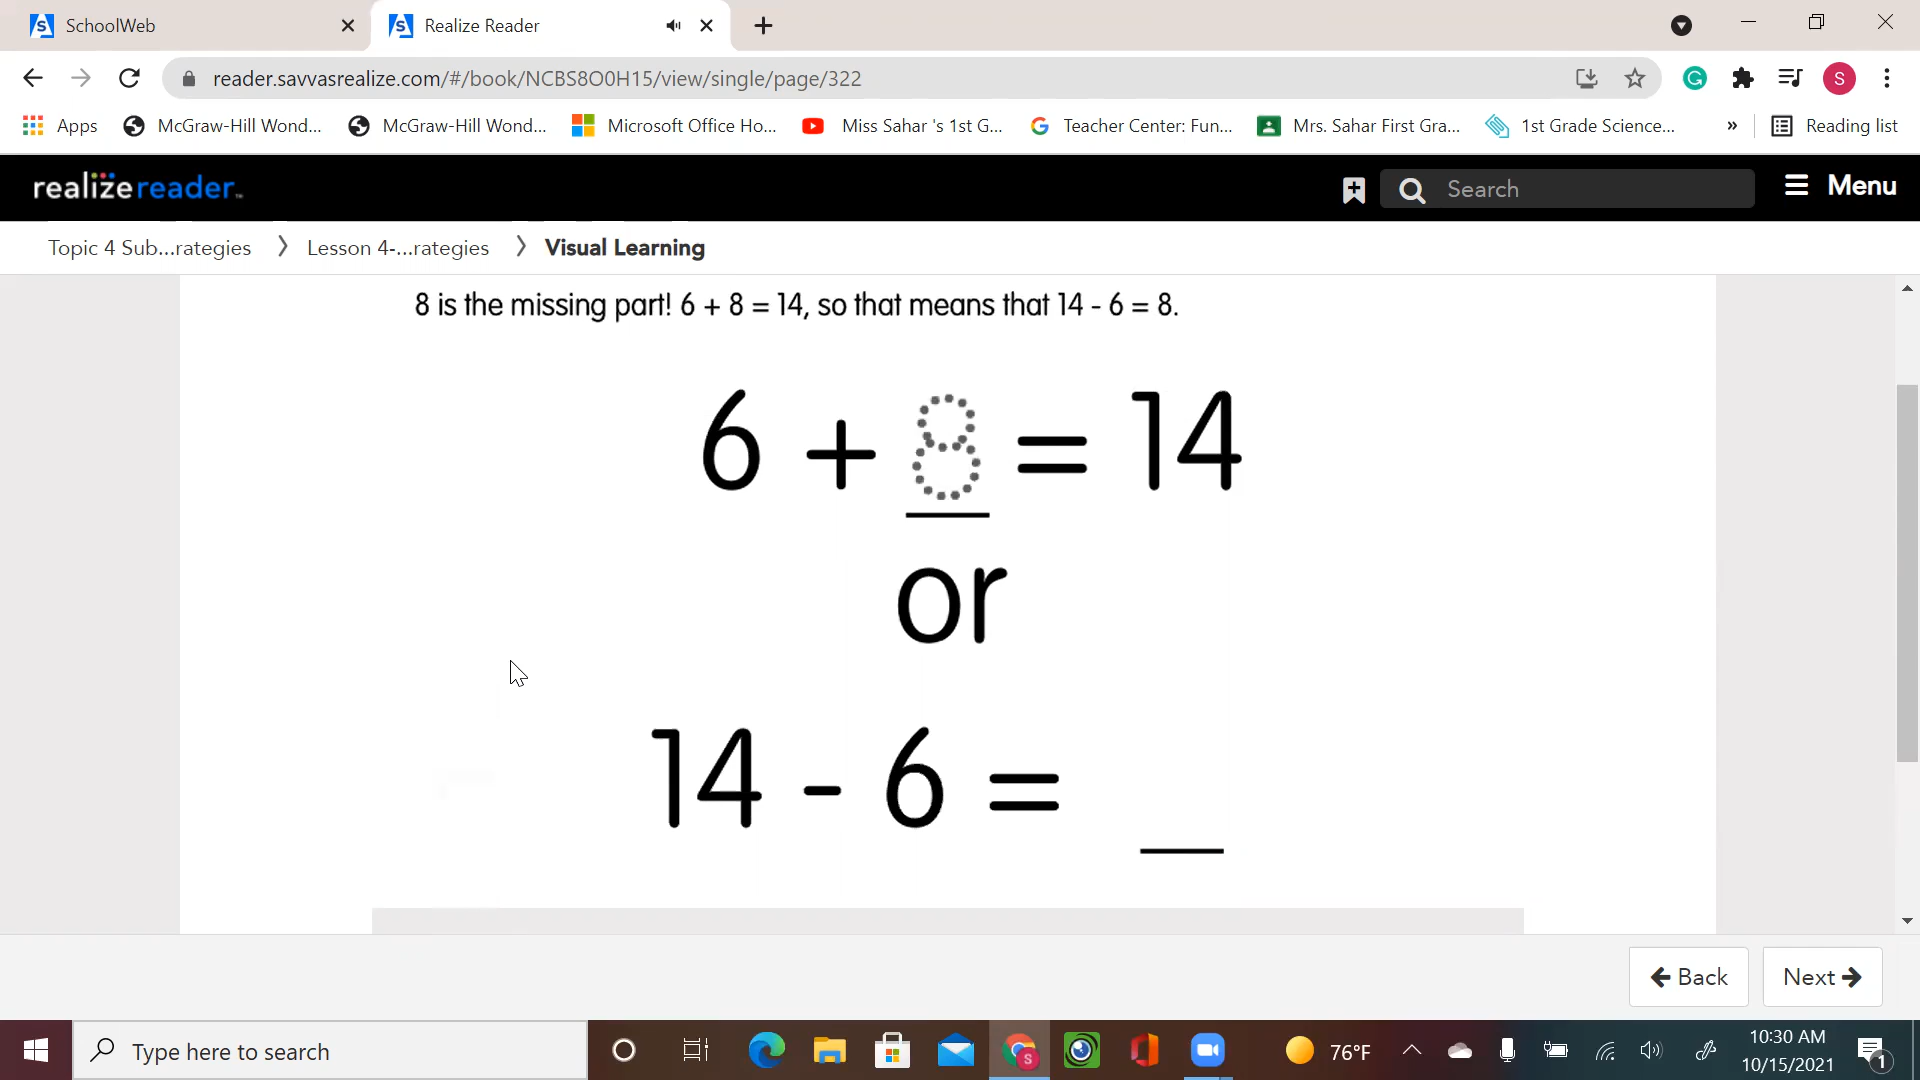 SchoolWeb
Realize Reader
reader.savvasrealize.com/#/book/NCBS8O0H15/view/single/page/322
S
Apps
McGraw-Hill Wond...
McGraw-Hill Wond...
Microsoft Office Ho...
Miss Sahar 's 1st G...
Teacher Center: Fun...
Mrs. Sahar First Gra...
1st Grade Science...
»
Reading list
realizereader™
Search
Menu
Topic 4 Sub...rategies
Lesson 4-...rategies
Visual Learning
8 is the missing part! 6 + 8 = 14, so that means that 14 - 6 = 8.
6 + 8 = 14
or
14 - 6 = __
Back
Next
Type here to search
76°F
10:30 AM
10/15/2021
1